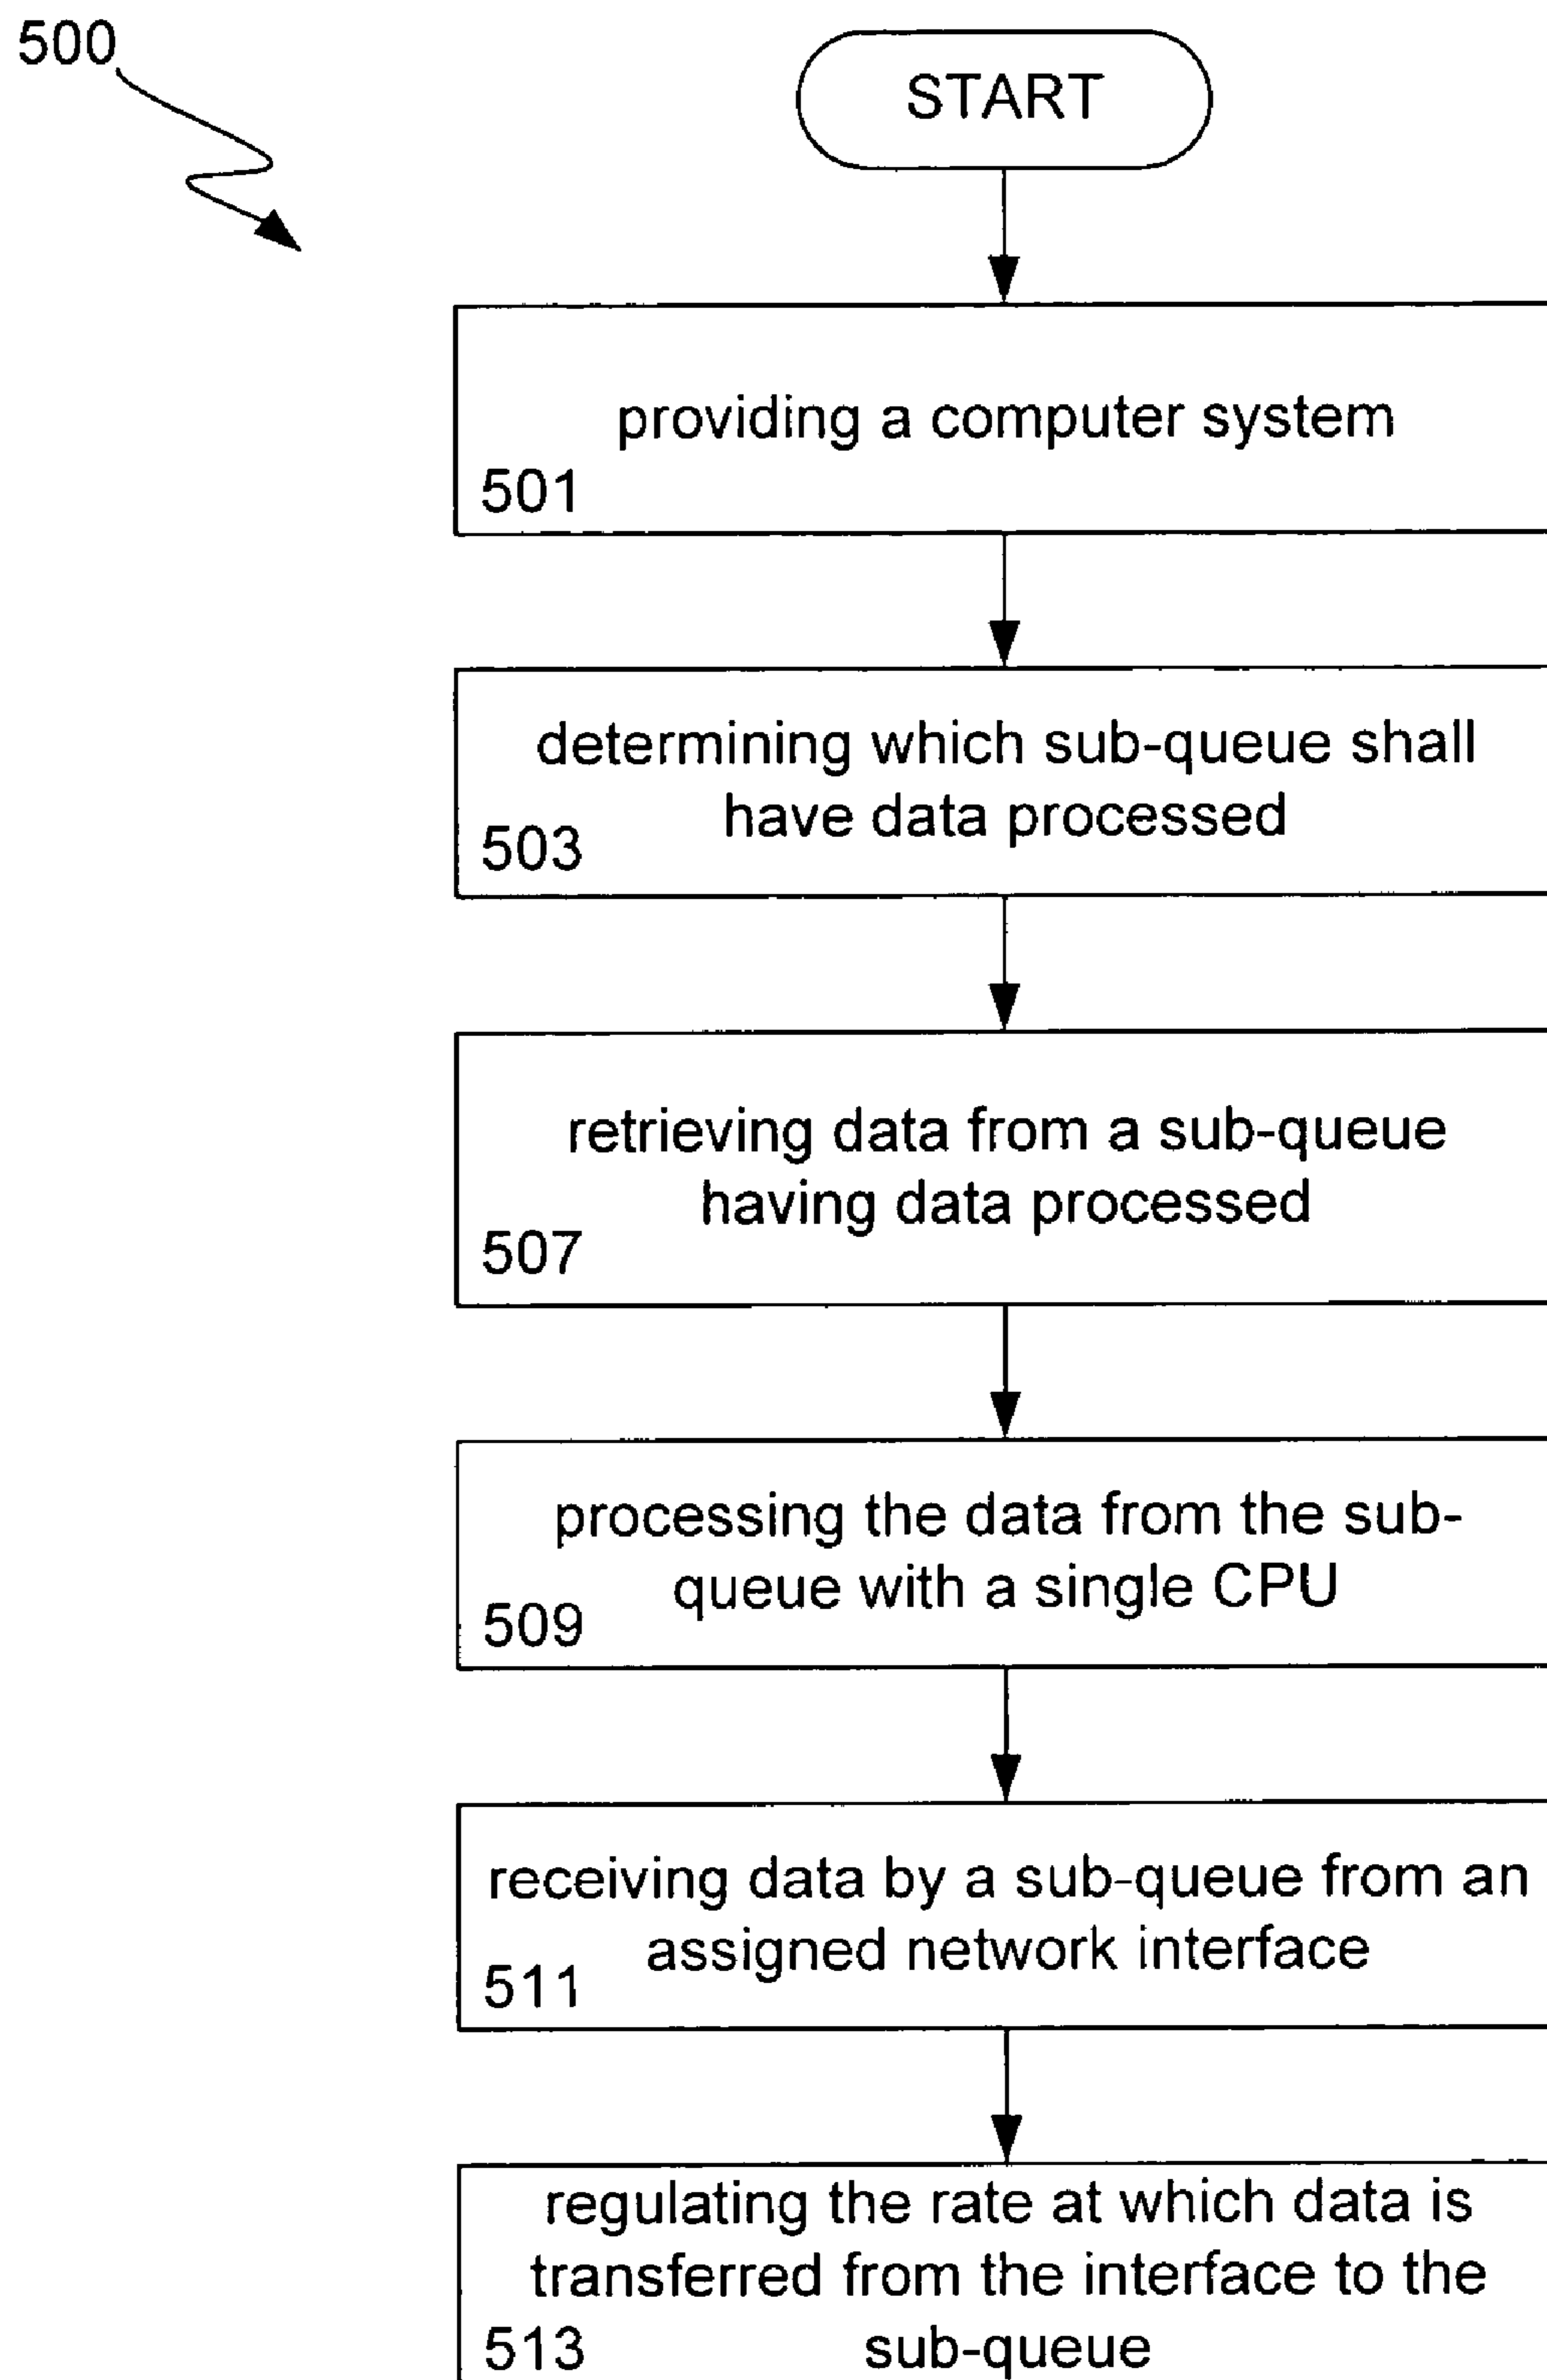 500
START
providing a computer system
501
determining which sub-queue shall
have data processed
503
retrieving data from a sub-queue
having data processed
507
processing the data from the sub-
queue with a single CPU
509
receiving data by a sub-queue from an
assigned network interface
511
regulating the rate at which data is
transferred from the interface to the
sub-queue
513